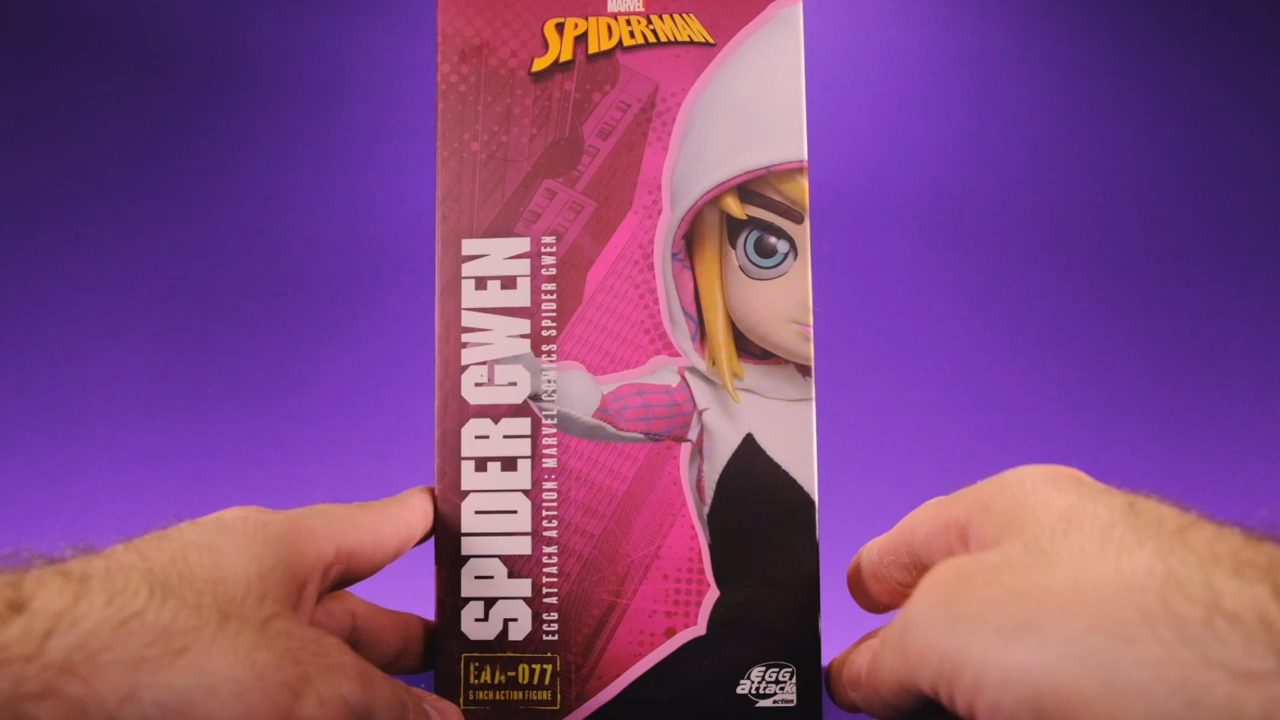 MARVEL
SPIDER-MAN
SPIDER GWEN
EGG ATTACK ACTION: MARVEL COMICS SPIDER GWEN
EAA-077
6 INCH ACTION FIGURE
EGG
attack
action